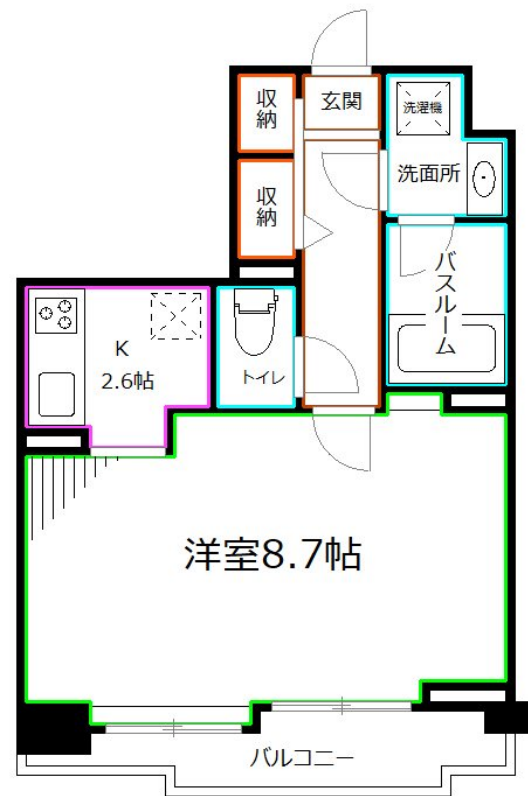 収納
玄関
洗濯機
洗面所
収納
バスルーム
K
2.6帖
トイレ
洋室8.7帖
バルコニー